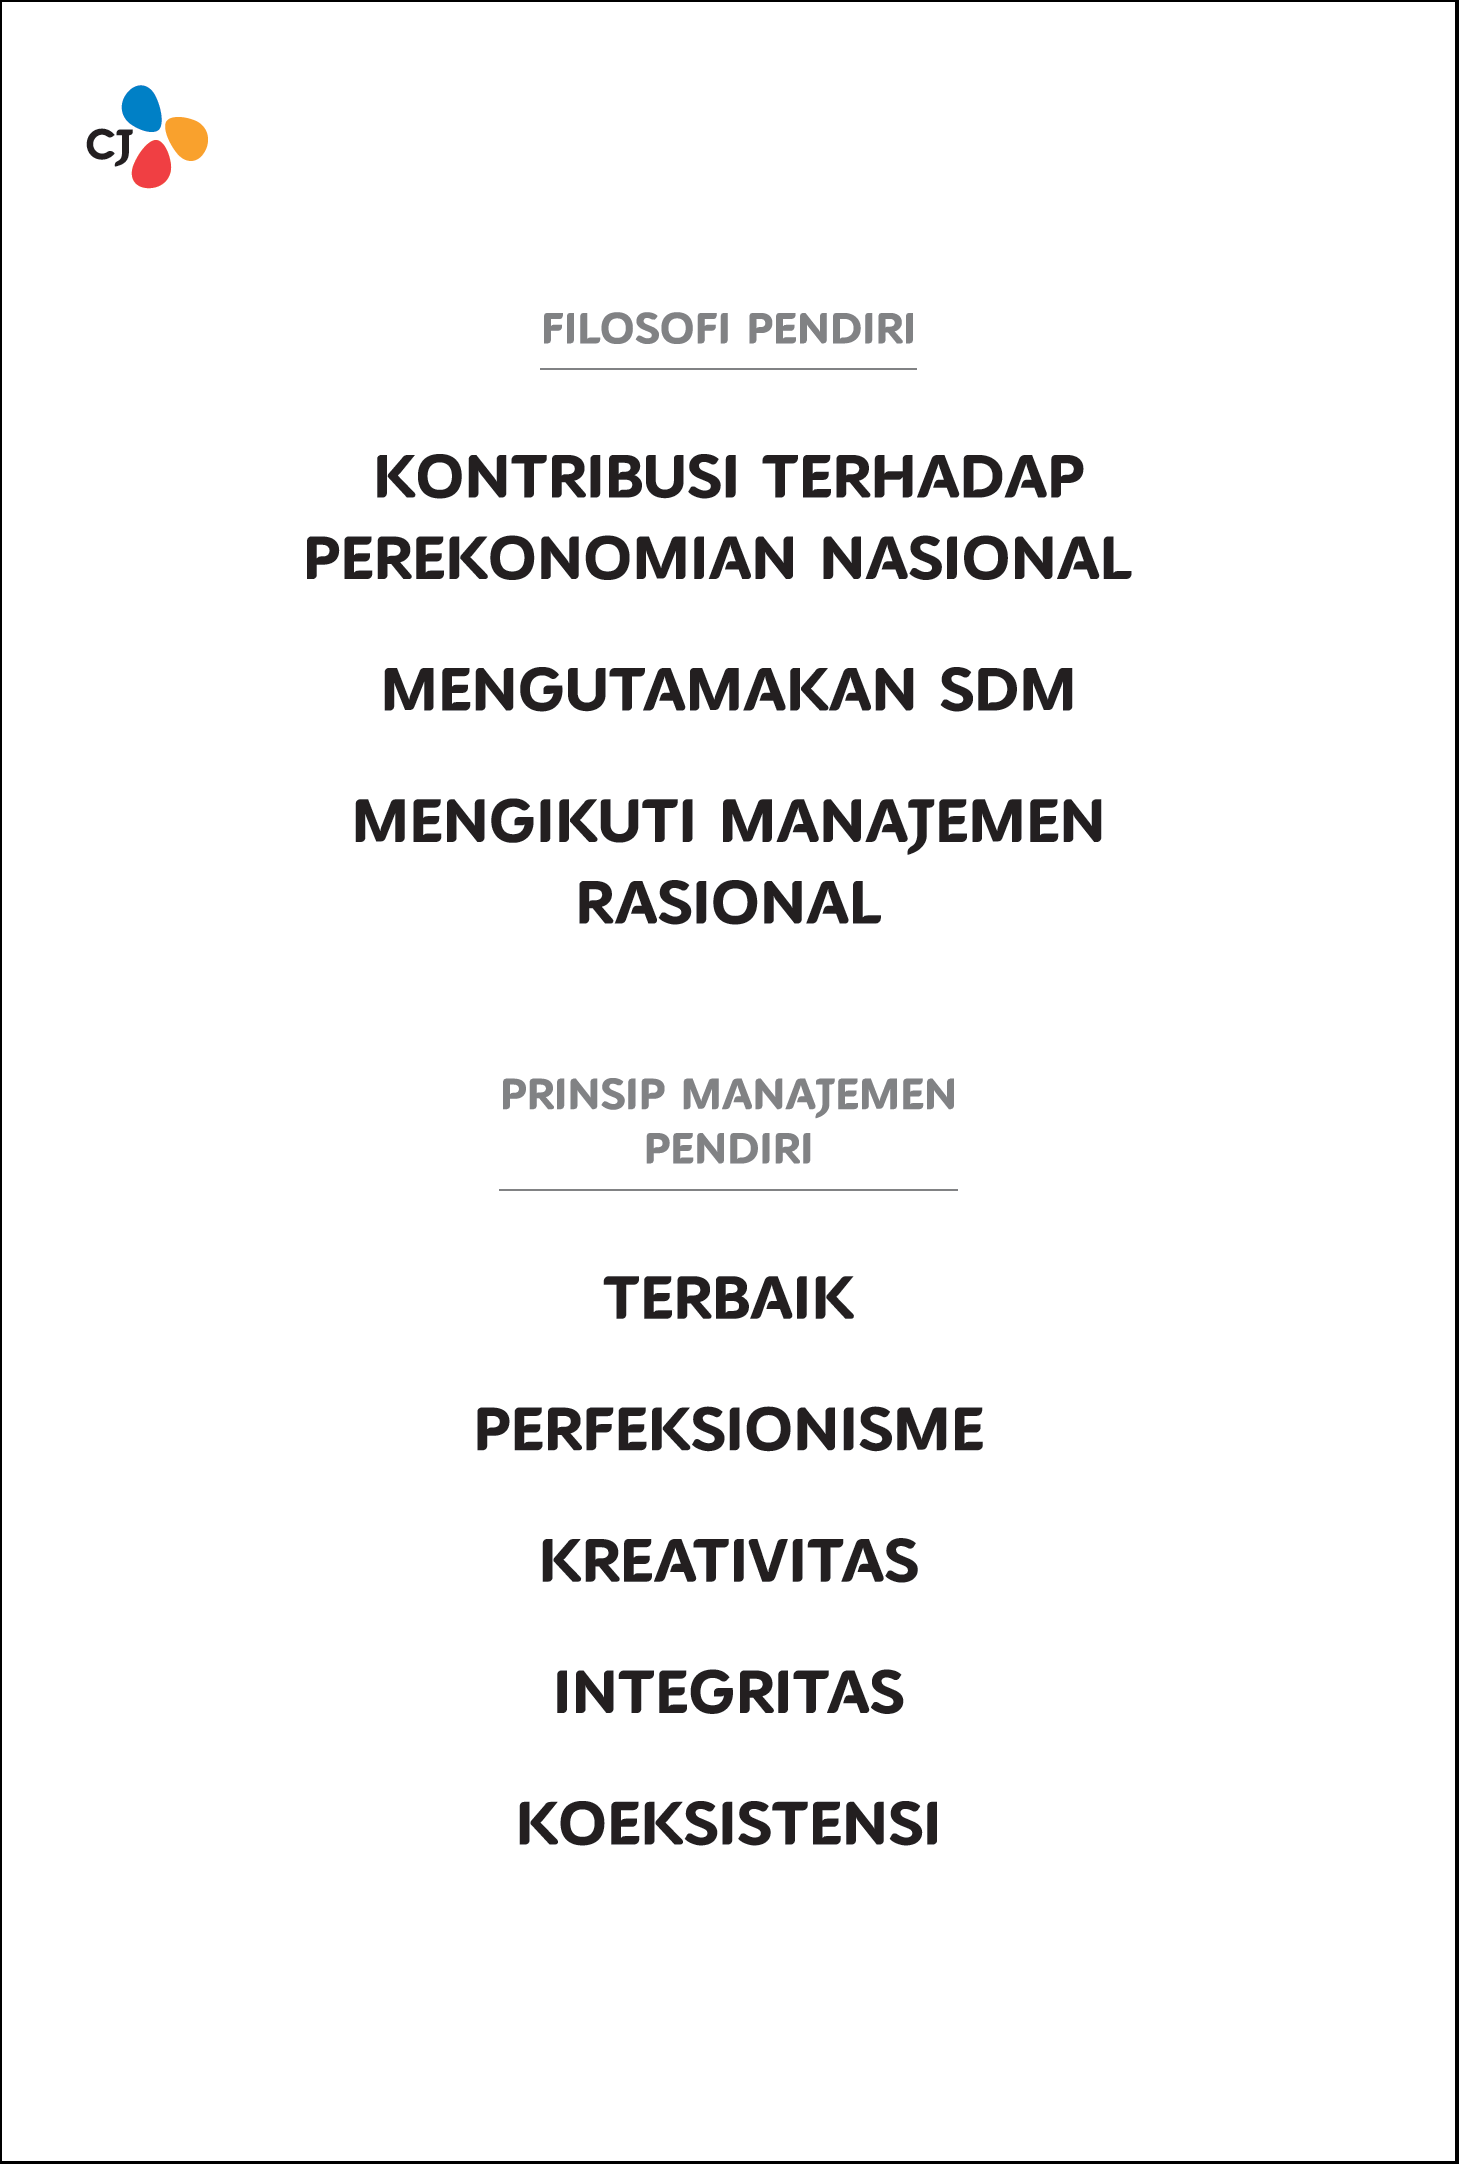 CJ
FILOSOFI PENDIRI
KONTRIBUSI TERHADAP
PEREKONOMIAN NASIONAL
MENGUTAMAKAN SDM
MENGIKUTI MANAJEMEN
RASIONAL
PRINSIP MANAJEMEN
PENDIRI
TERBAIK
PERFEKSIONISME
KREATIVITAS
INTEGRITAS
KOEKSISTENSI